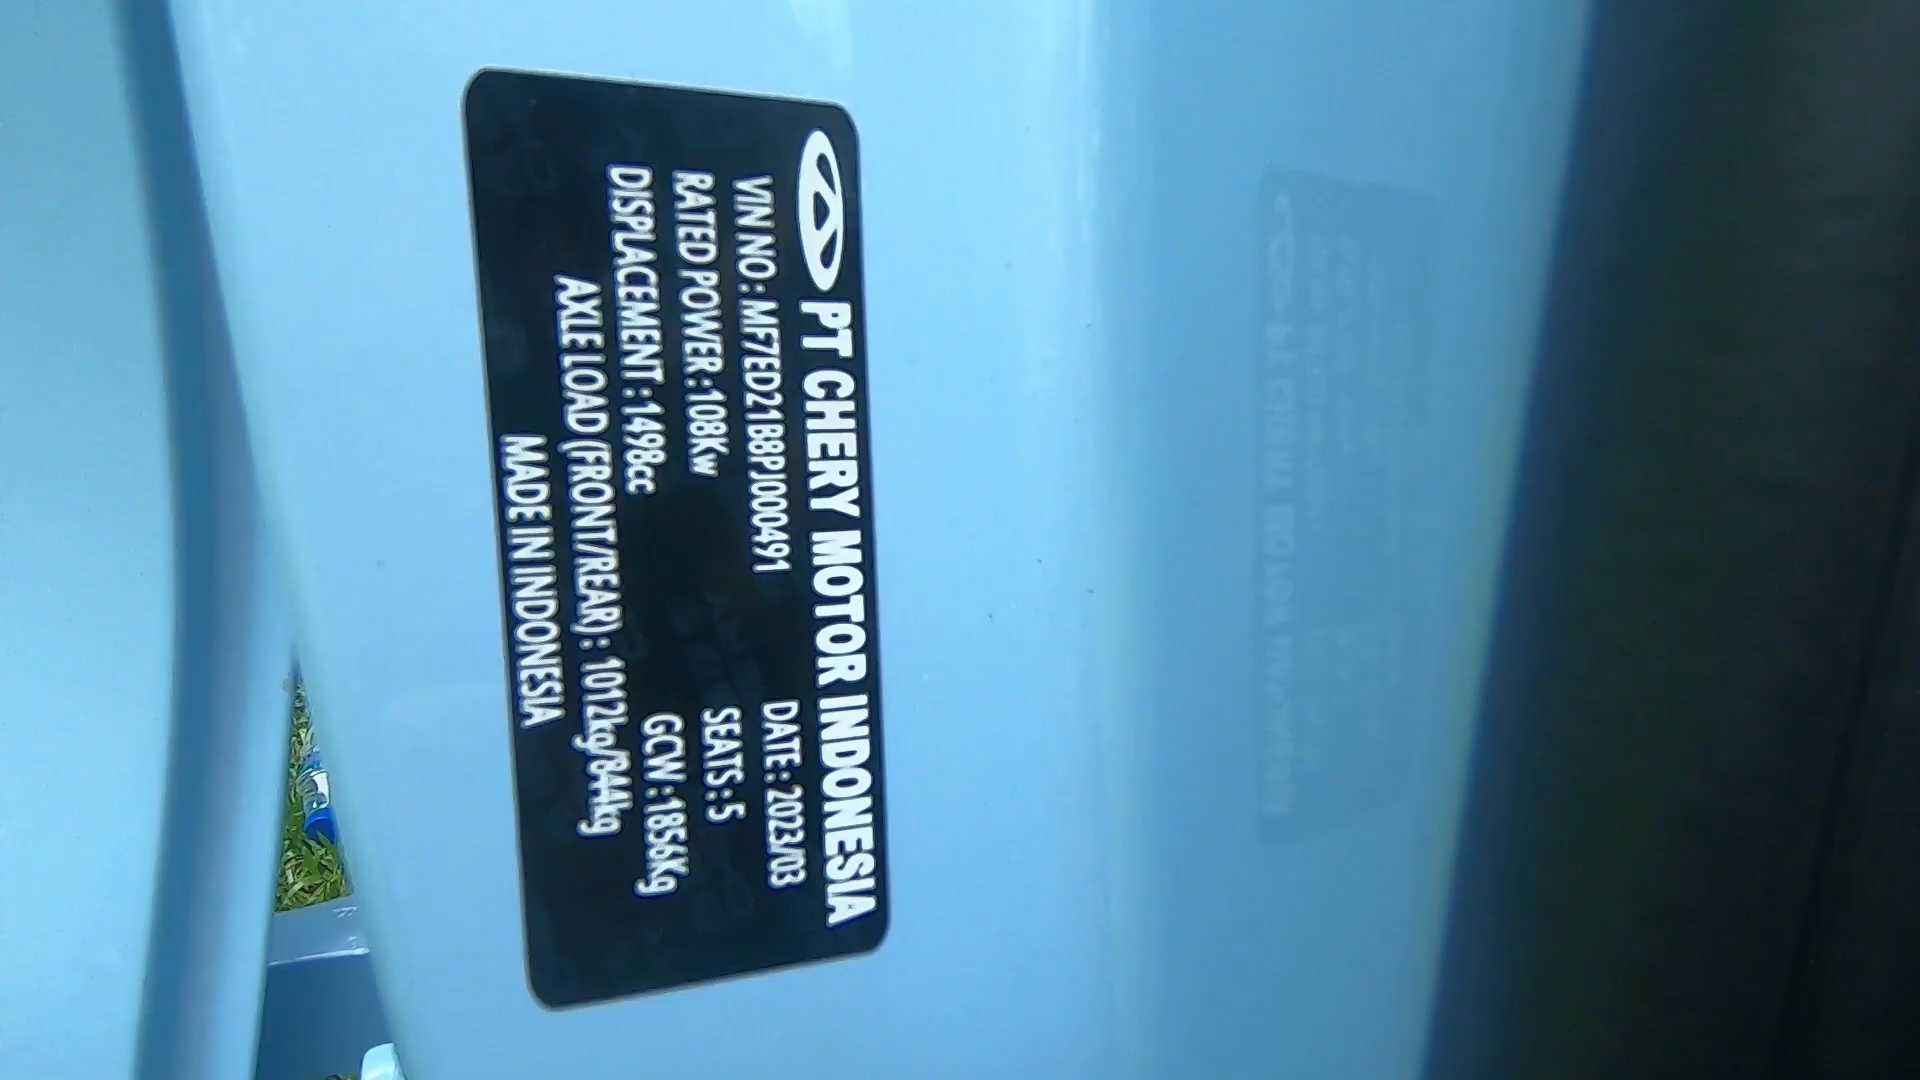 PT CHERY MOTOR INDONESIA
VIN NO : MF7ED21B8PJ000491 DATE : 2023/03
RATED POWER : 108Kw SEATS : 5
DISPLACEMENT : 1498cc GCW : 1856Kg
AXLE LOAD (FRONT/REAR) : 1012kg/844kg
MADE IN INDONESIA